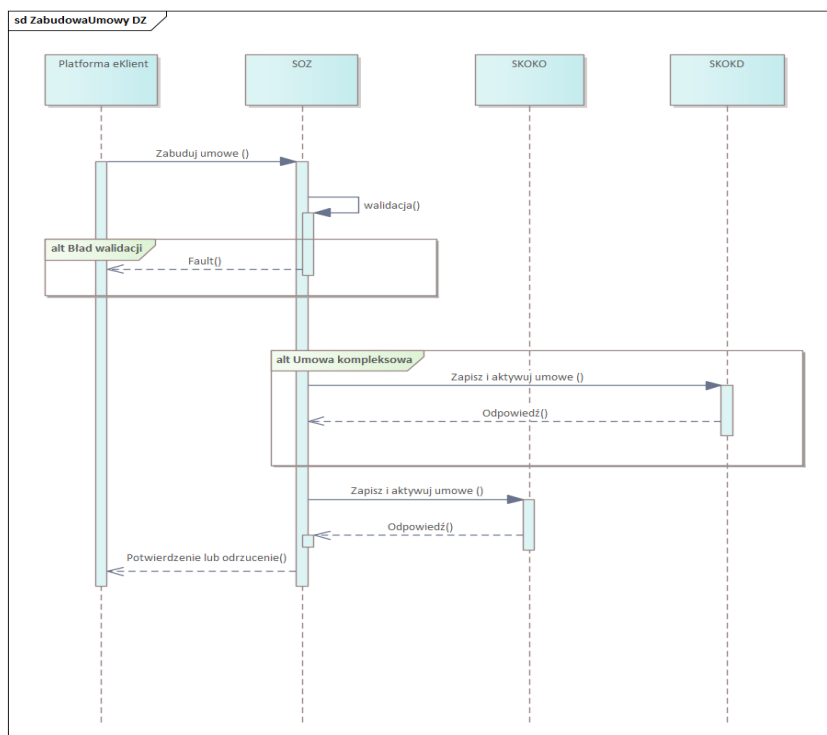 sd ZabudowaUmowy DZ
Platforma eKlient
SOZ
SKOKO
SKOKD
Zabuduj umowe ()
walidacja()
alt Bład walidacji
Fault()
alt Umowa kompleksowa
Zapisz i aktywuj umowe ()
Odpowiedź()
Zapisz i aktywuj umowe ()
Odpowiedź()
Potwierdzenie lub odrzucenie()